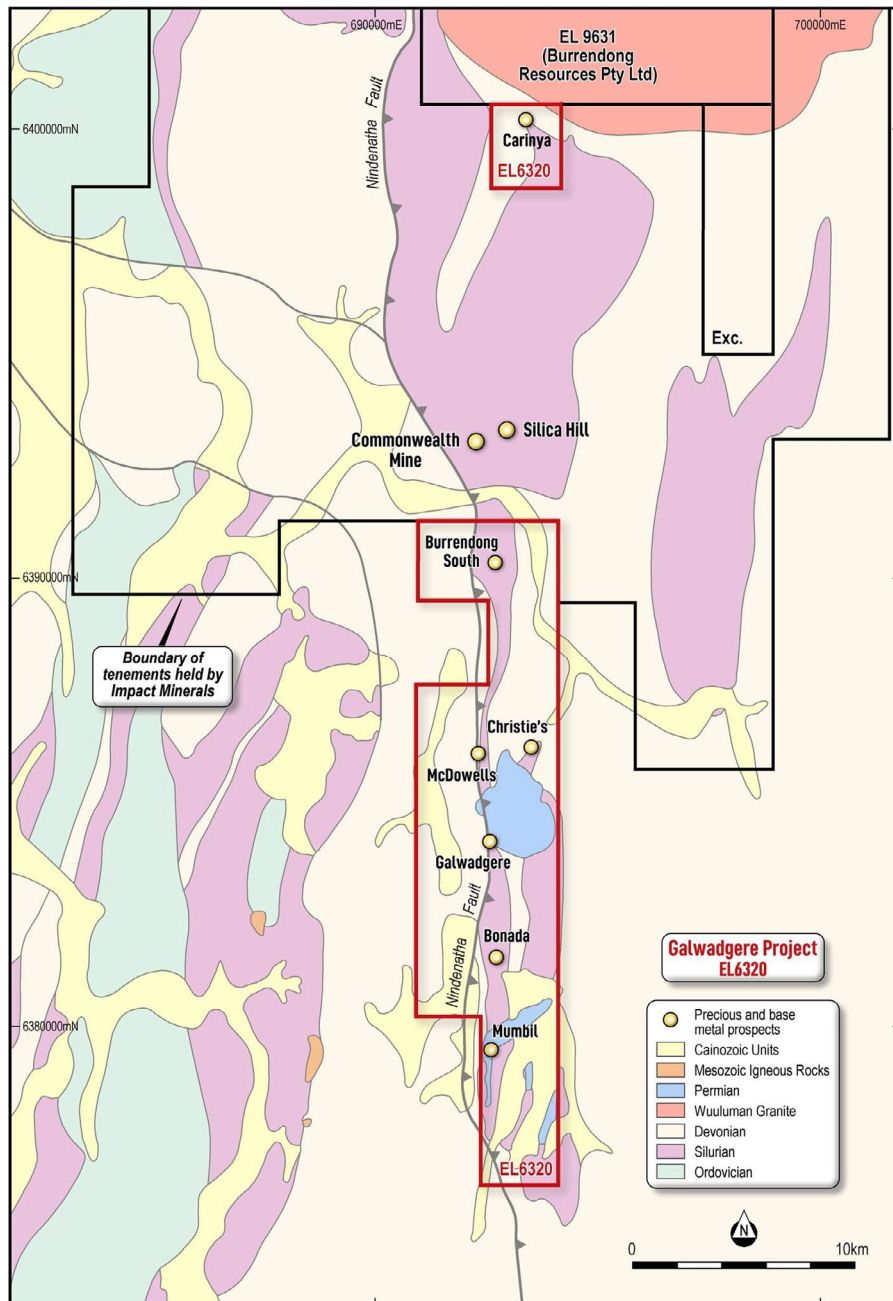 690000mE
700000mE
EL 9631
(Burrendong
Resources Pty Ltd)
Nindenatha Fault
6400000mN
Carinya
EL6320
Exc.
Silica Hill
Commonwealth
Mine
Burrendong
South
6390000mN
Boundary of
tenements held by
Impact Minerals
Christie's
McDowells
Galwadgere
Nindenatha Fault
Bonada
Galwadgere Project
EL6320
6380000mN
Mumbil
Precious and base
metal prospects
Cainozoic Units
Mesozoic Igneous Rocks
Permian
Wuuluman Granite
Devonian
Silurian
Ordovician
EL6320
N
0
10km